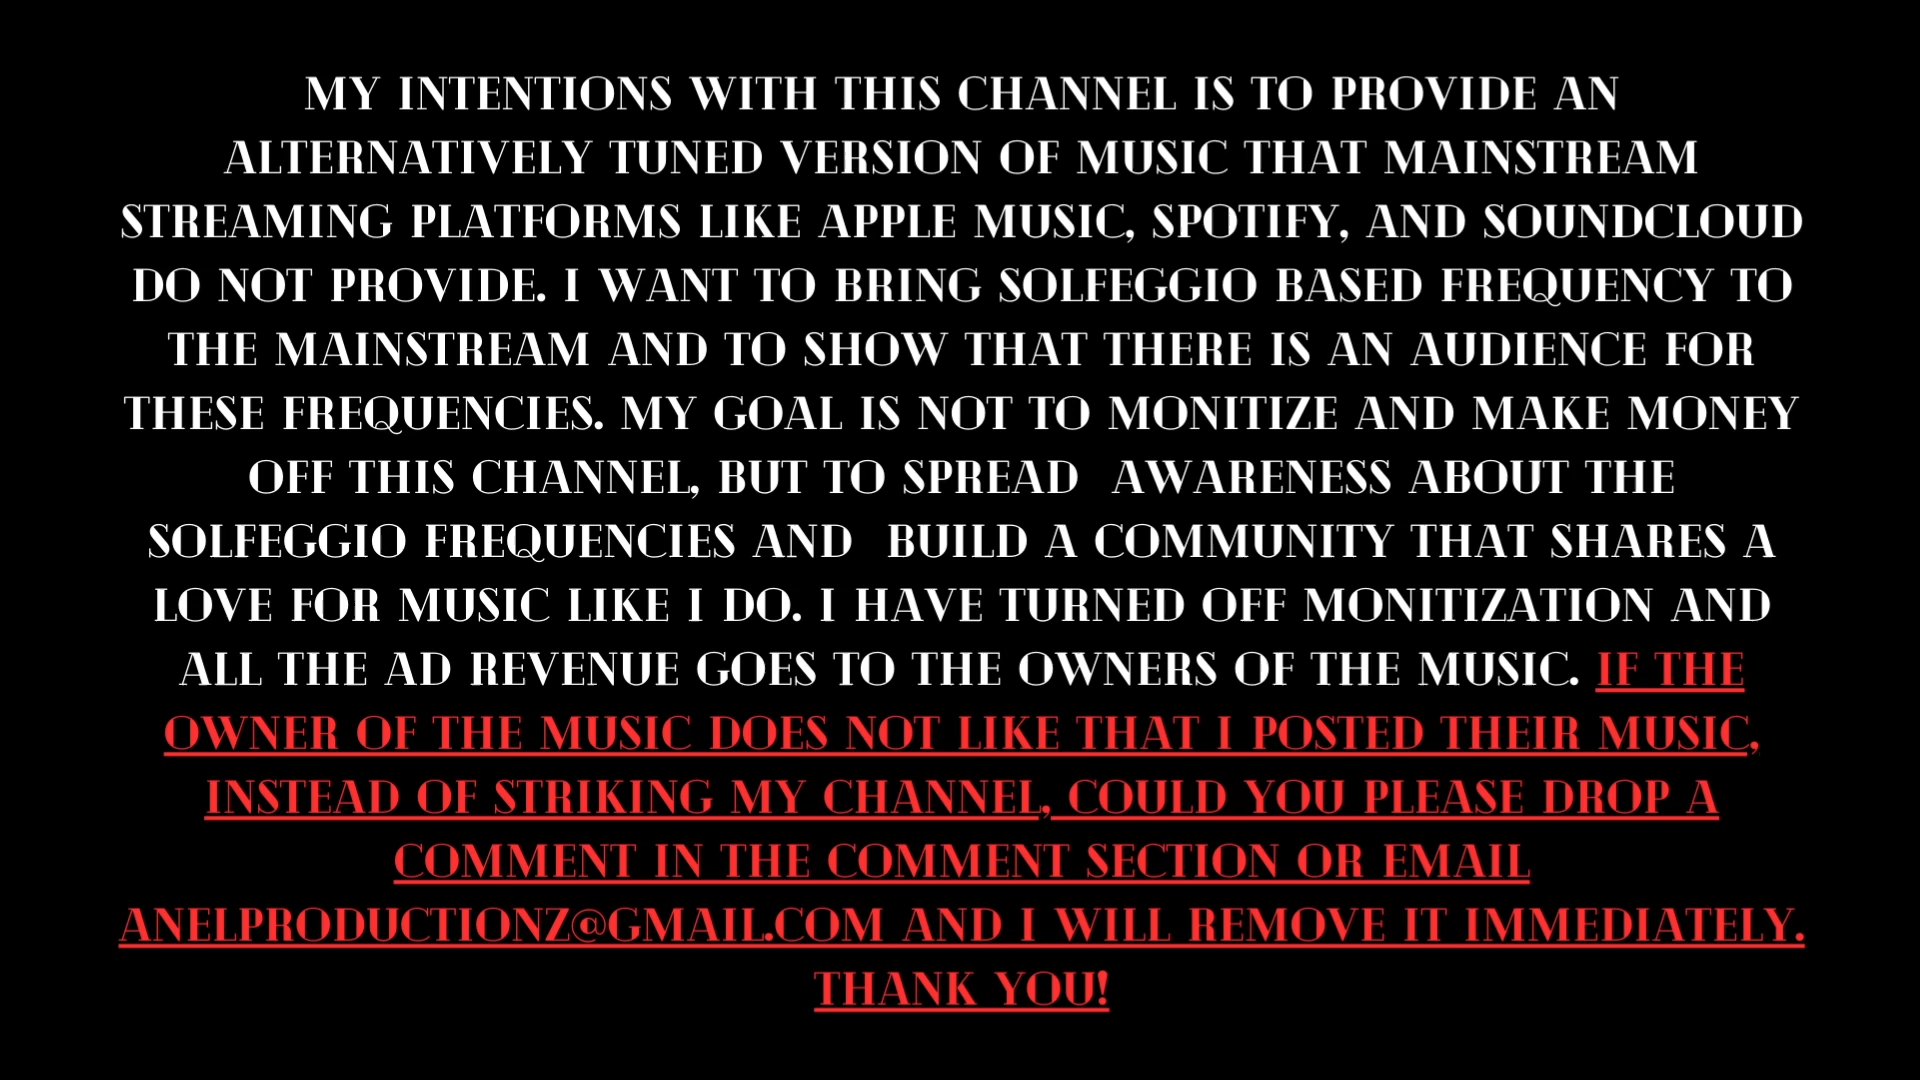 MY INTENTIONS WITH THIS CHANNEL IS TO PROVIDE AN
ALTERNATIVELY TUNED VERSION OF MUSIC THAT MAINSTREAM
STREAMING PLATFORMS LIKE APPLE MUSIC, SPOTIFY, AND SOUNDCLOUD
DO NOT PROVIDE. I WANT TO BRING SOLFEGGIO BASED FREQUENCY TO
THE MAINSTREAM AND TO SHOW THAT THERE IS AN AUDIENCE FOR
THESE FREQUENCIES. MY GOAL IS NOT TO MONITIZE AND MAKE MONEY
OFF THIS CHANNEL, BUT TO SPREAD  AWARENESS ABOUT THE
SOLFEGGIO FREQUENCIES AND  BUILD A COMMUNITY THAT SHARES A
LOVE FOR MUSIC LIKE I DO. I HAVE TURNED OFF MONITIZATION AND
ALL THE AD REVENUE GOES TO THE OWNERS OF THE MUSIC. IF THE
OWNER OF THE MUSIC DOES NOT LIKE THAT I POSTED THEIR MUSIC,
INSTEAD OF STRIKING MY CHANNEL, COULD YOU PLEASE DROP A
COMMENT IN THE COMMENT SECTION OR EMAIL
ANELPRODUCTIONZ@GMAIL.COM AND I WILL REMOVE IT IMMEDIATELY.
THANK YOU!